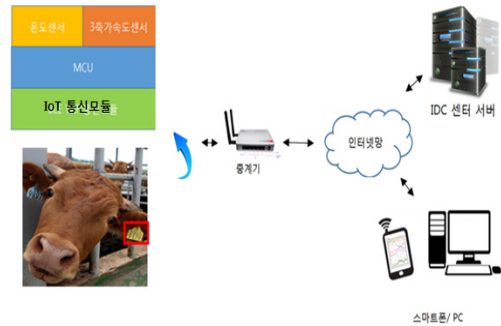 온도센서
3축가속도센서
MCU
IoT 통신모듈
중계기
인터넷망
IDC 센터 서버
스마트폰/ PC